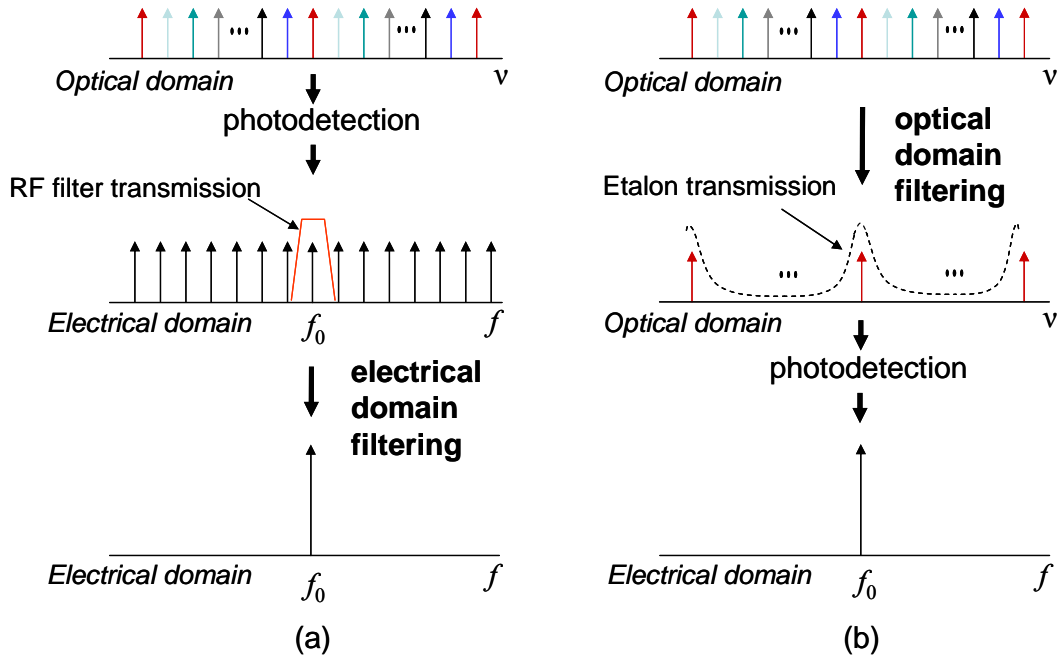 Optical domain
ν
photodetection
RF filter transmission
Electrical domain
f0
f
electrical
domain
filtering
Electrical domain
f0
f
(a)
Optical domain
ν
optical
domain
filtering
Etalon transmission
Optical domain
ν
photodetection
Electrical domain
f0
f
(b)